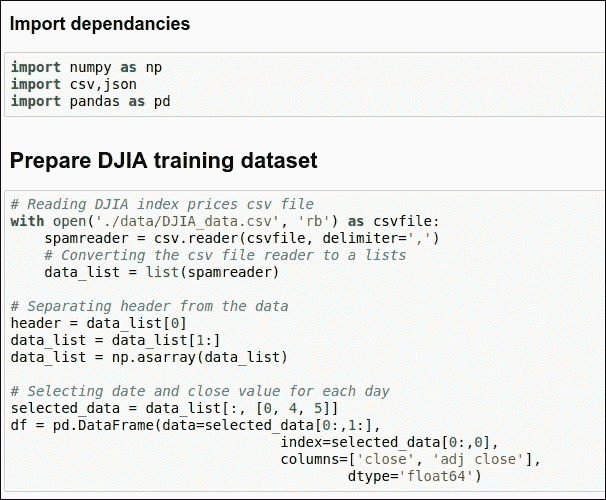 Import dependancies
import numpy as np
import csv,json
import pandas as pd
Prepare DJIA training dataset
# Reading DJIA index prices csv file
with open('./data/DJIA_data.csv', 'rb') as csvfile:
    spamreader = csv.reader(csvfile, delimiter=',')
    # Converting the csv file reader to a lists
    data_list = list(spamreader)
# Separating header from the data
header = data_list[0]
data_list = data_list[1:]
data_list = np.asarray(data_list)
# Selecting date and close value for each day
selected_data = data_list[:, [0, 4, 5]]
df = pd.DataFrame(data=selected_data[0:,1:],
                                index=selected_data[0:,0],
                                columns=['close', 'adj close'],
                                        dtype='float64')